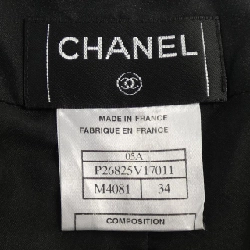 CHANEL
MADE IN FRANCE
FABRIQUE EN FRANCE
05A
P26825V17011
M4081 34
COMPOSITION